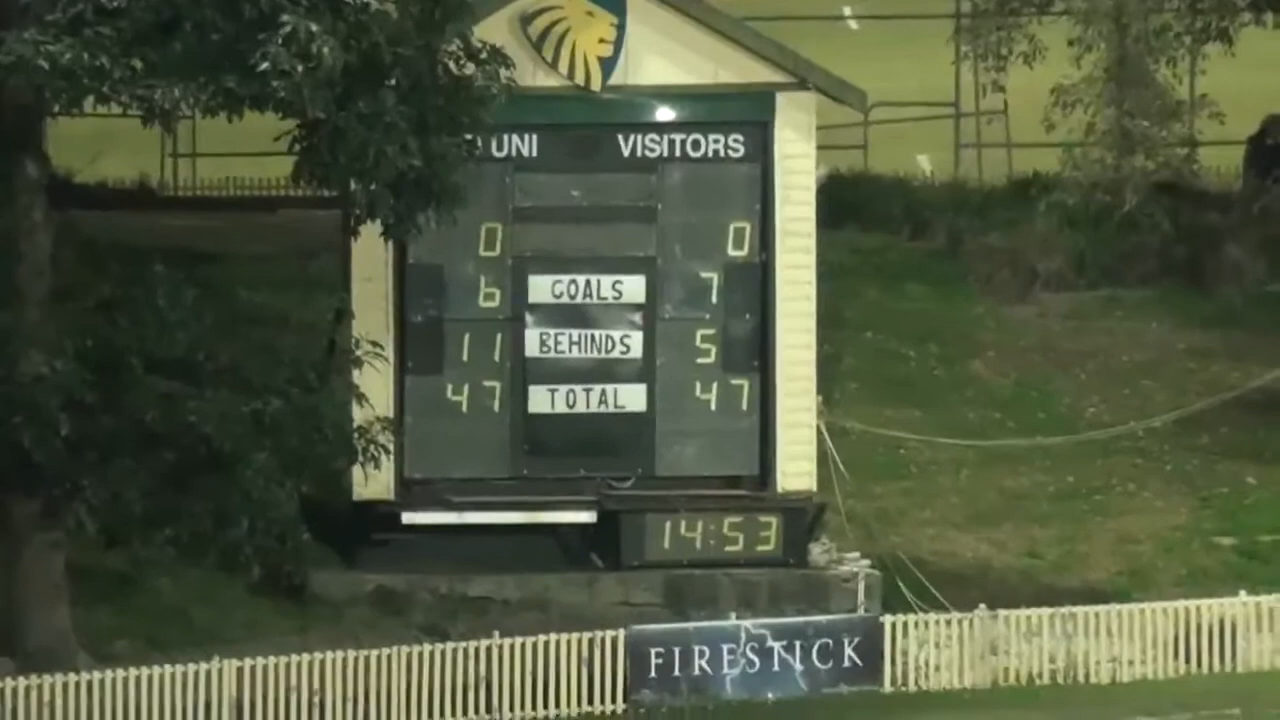 UNI VISITORS
0 0
6 GOALS 7
11 BEHINDS 5
47 TOTAL 47
14:53
FIRESTICK